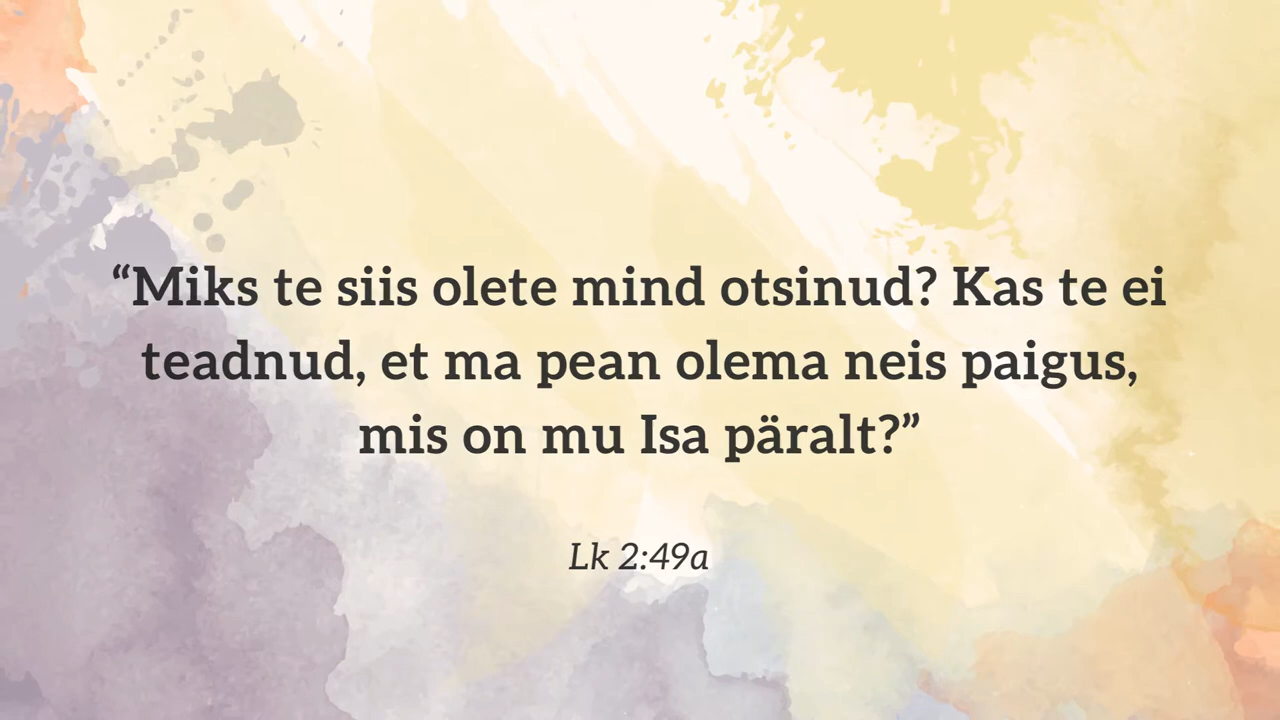 “Miks te siis olete mind otsinud? Kas te ei
teadnud, et ma pean olema neis paigus,
mis on mu Isa päralt?”
Lk 2:49a